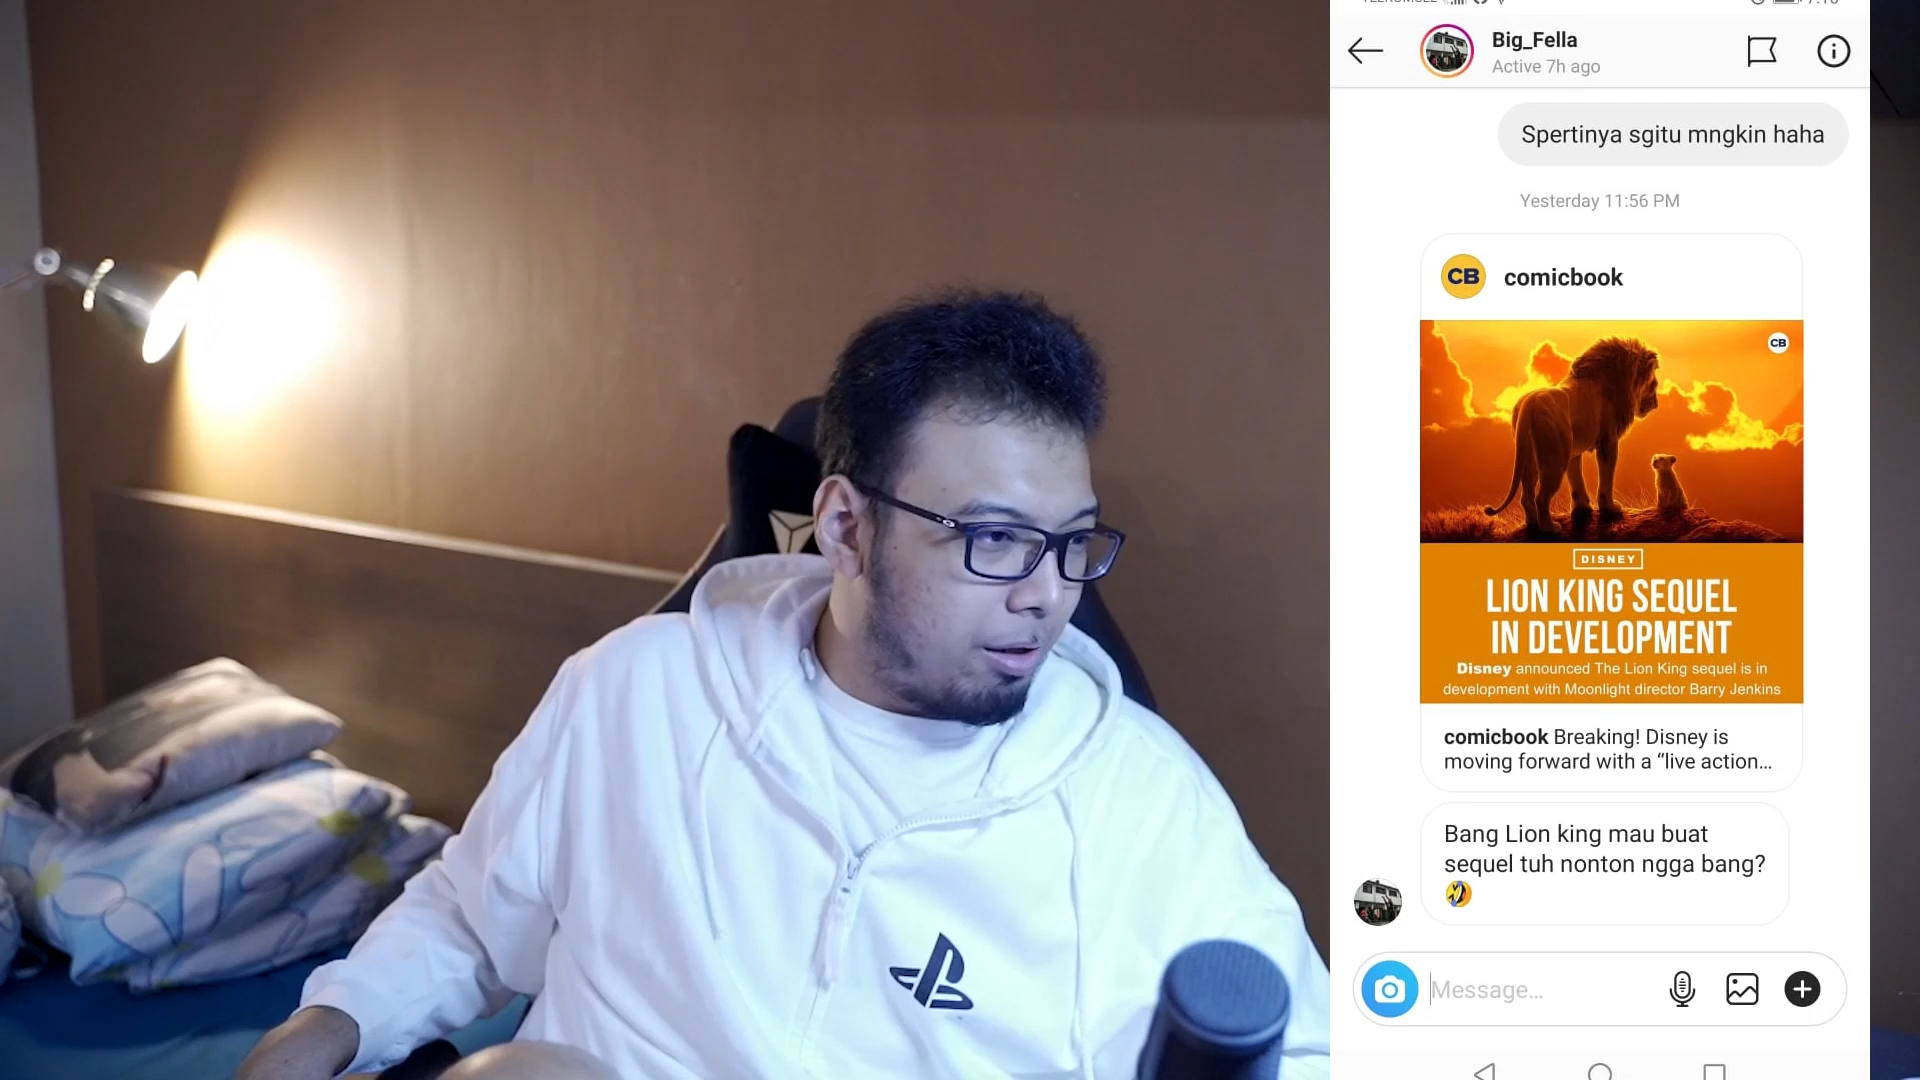 Big_Fella
Active 7h ago
Spertinya sgitu mngkin haha
Yesterday 11:56 PM
CB
comicbook
CB
DISNEY
LION KING SEQUEL
IN DEVELOPMENT
Disney announced The Lion King sequel is in
development with Moonlight director Barry Jenkins
comicbook Breaking! Disney is
moving forward with a “live action...
Bang Lion king mau buat
sequel tuh nonton ngga bang?
🤣
Message...